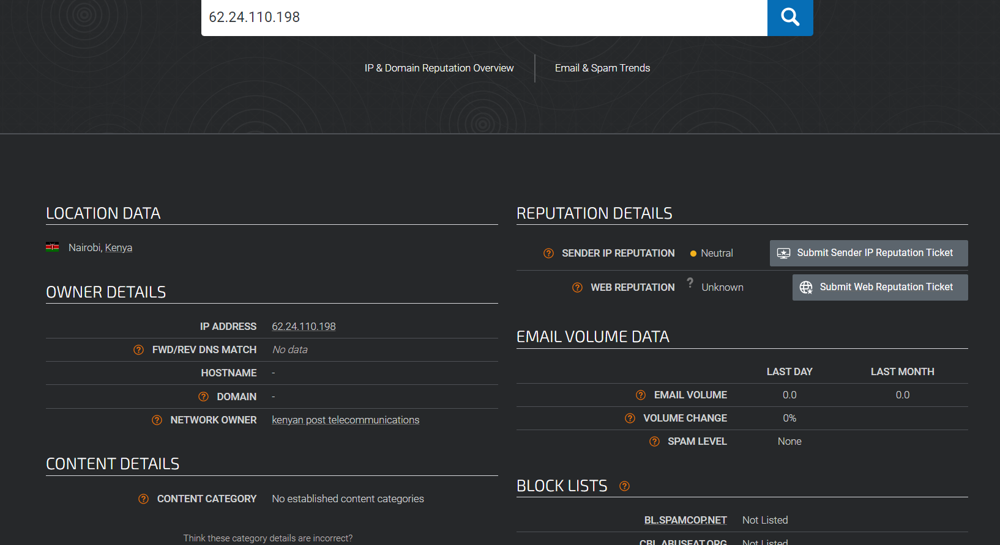 62.24.110.198
IP & Domain Reputation Overview
Email & Spam Trends
LOCATION DATA
Nairobi, Kenya
OWNER DETAILS
IP ADDRESS 62.24.110.198
FWD/REV DNS MATCH No data
HOSTNAME -
DOMAIN -
NETWORK OWNER kenyan post telecommunications
CONTENT DETAILS
CONTENT CATEGORY No established content categories
Think these category details are incorrect?
REPUTATION DETAILS
SENDER IP REPUTATION Neutral Submit Sender IP Reputation Ticket
WEB REPUTATION ? Unknown Submit Web Reputation Ticket
EMAIL VOLUME DATA
LAST DAY LAST MONTH
EMAIL VOLUME 0.0 0.0
VOLUME CHANGE 0%
SPAM LEVEL None
BLOCK LISTS
BL.SPAMCOP.NET Not Listed
CBL.ABUSEAT.ORG Not Listed